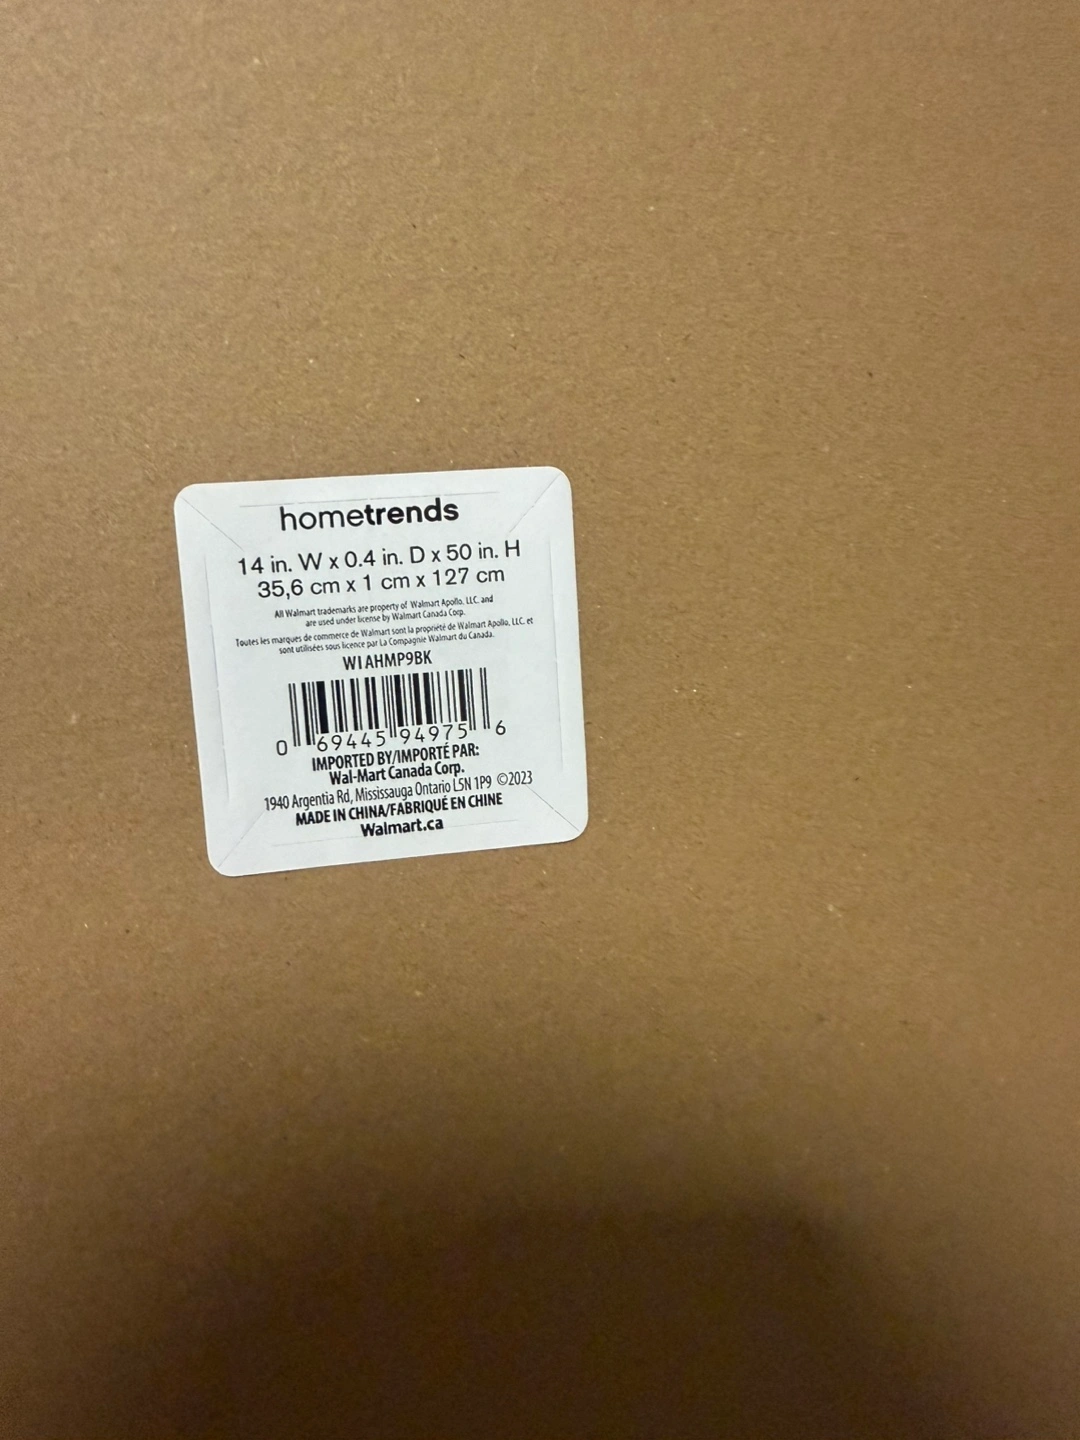 hometrends
14 in. W x 0.4 in. D x 50 in. H
35,6 cm x 1 cm x 127 cm
All Walmart trademarks are property of Walmart Apollo, LLC. and
are used under license by Walmart Canada Corp.
Toutes les marques de commerce de Walmart sont la propriété de Walmart Apollo, LLC. et
sont utilisées sous licence par La Compagnie Walmart du Canada.
WIAHMP9BK
0 69445 94975 6
IMPORTED BY/IMPORTÉ PAR:
Wal-Mart Canada Corp.
1940 Argentia Rd, Mississauga Ontario L5N 1P9 ©2023
MADE IN CHINA/FABRIQUÉ EN CHINE
Walmart.ca